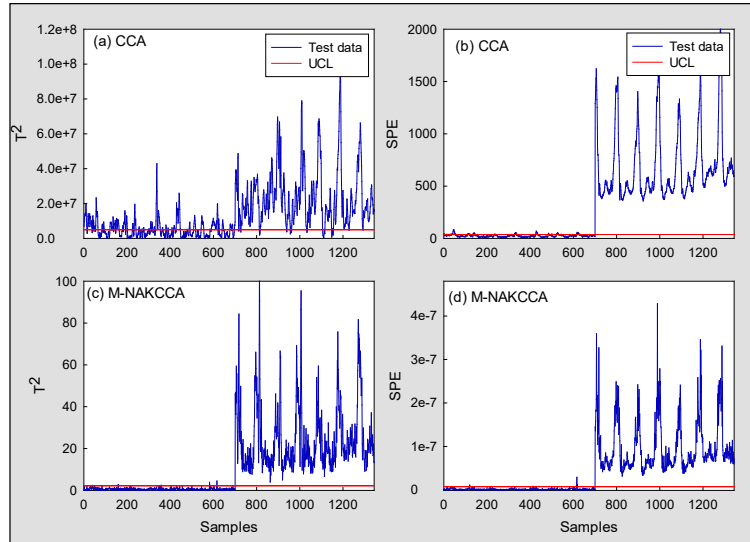 (a) CCA
Test data
UCL
1.2e+8
1.0e+8
8.0e+7
6.0e+7
4.0e+7
2.0e+7
0.0
T2
0 200 400 600 800 1000 1200
(b) CCA
Test data
UCL
2000
1500
1000
500
0
SPE
0 200 400 600 800 1000 1200
(c) M-NAKCCA
100
80
60
40
20
0
T2
0 200 400 600 800 1000 1200
Samples
(d) M-NAKCCA
4e-7
3e-7
2e-7
1e-7
0
SPE
0 200 400 600 800 1000 1200
Samples